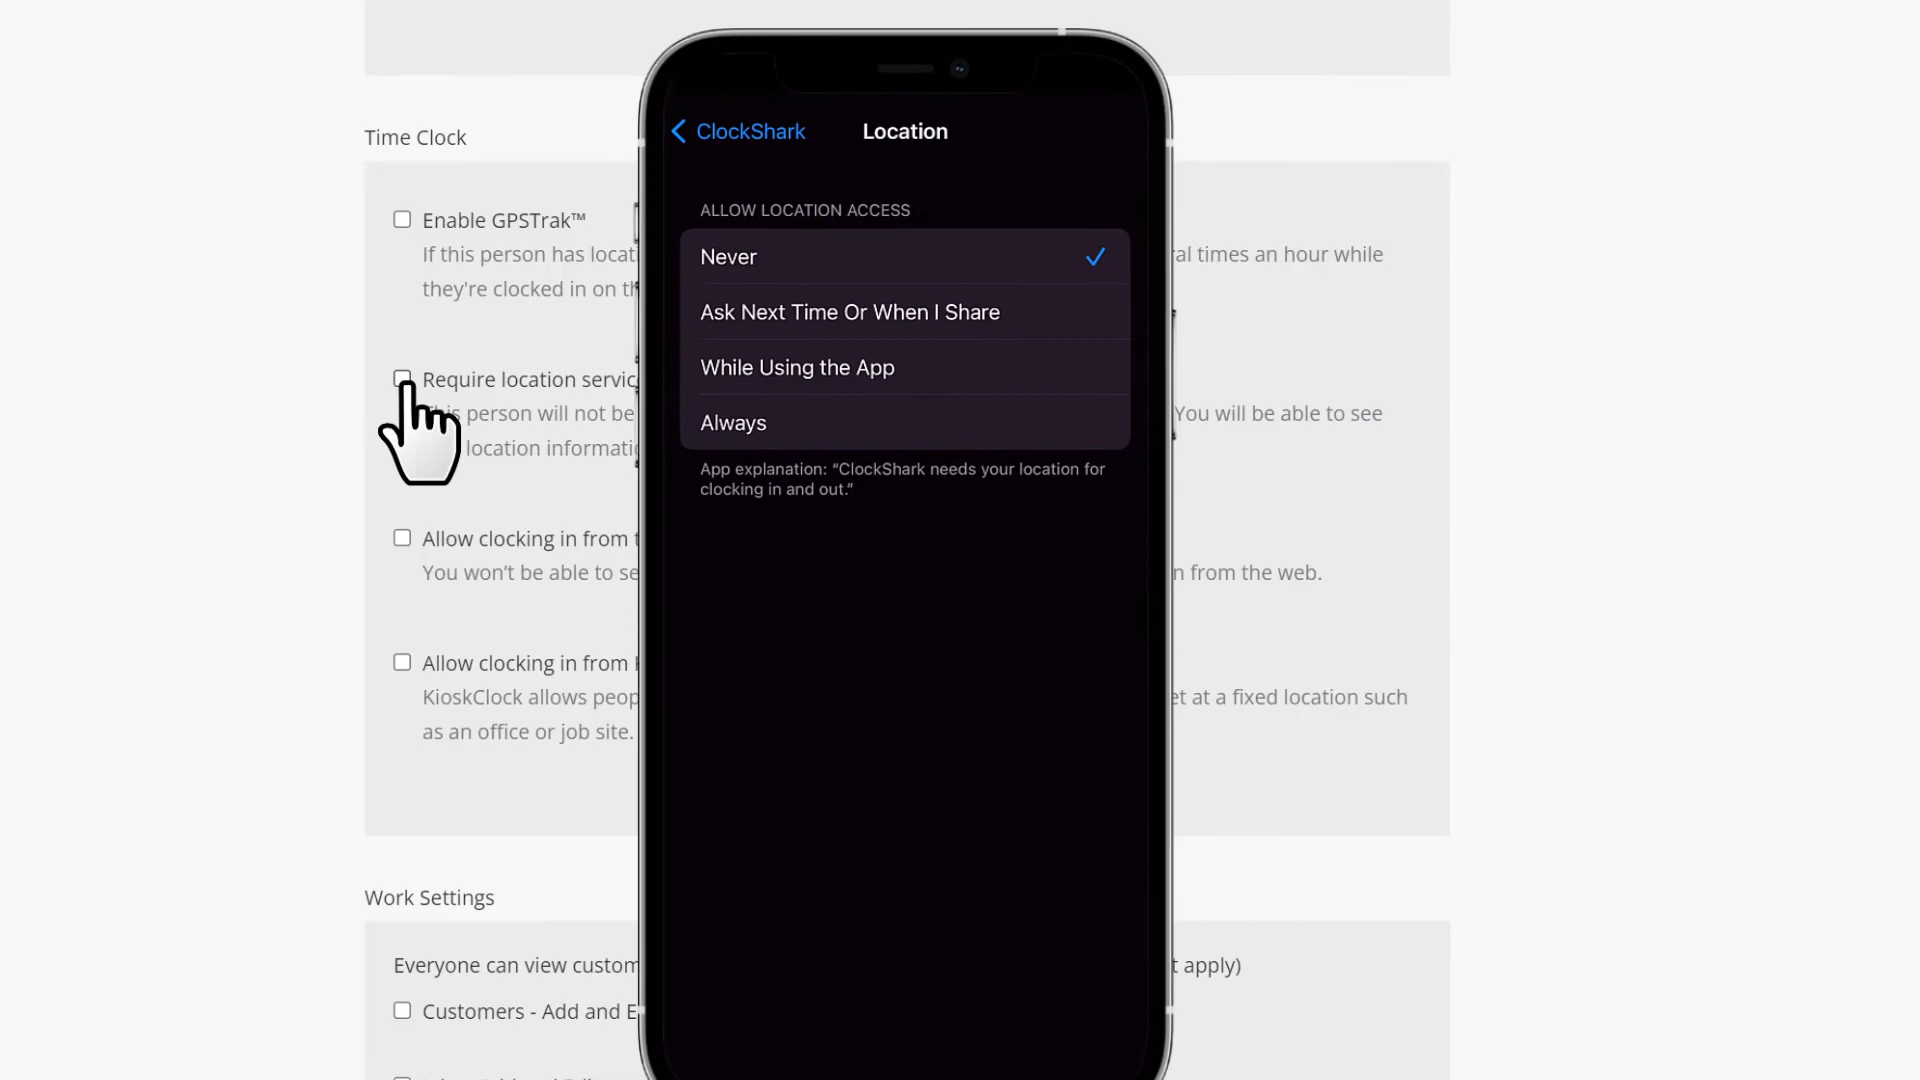 Time Clock
Enable GPSTrak™
If this person has locati
al times an hour while
they're clocked in on th
Require location servic
This person will not be
You will be able to see
location informatio
Allow clocking in from t
You won't be able to se
n from the web.
Allow clocking in from K
KioskClock allows peop
et at a fixed location such
as an office or job site.
Work Settings
Everyone can view custom
t apply)
Customers - Add and E
ClockShark
Location
ALLOW LOCATION ACCESS
Never
Ask Next Time Or When I Share
While Using the App
Always
App explanation: “ClockShark needs your location for
clocking in and out.”